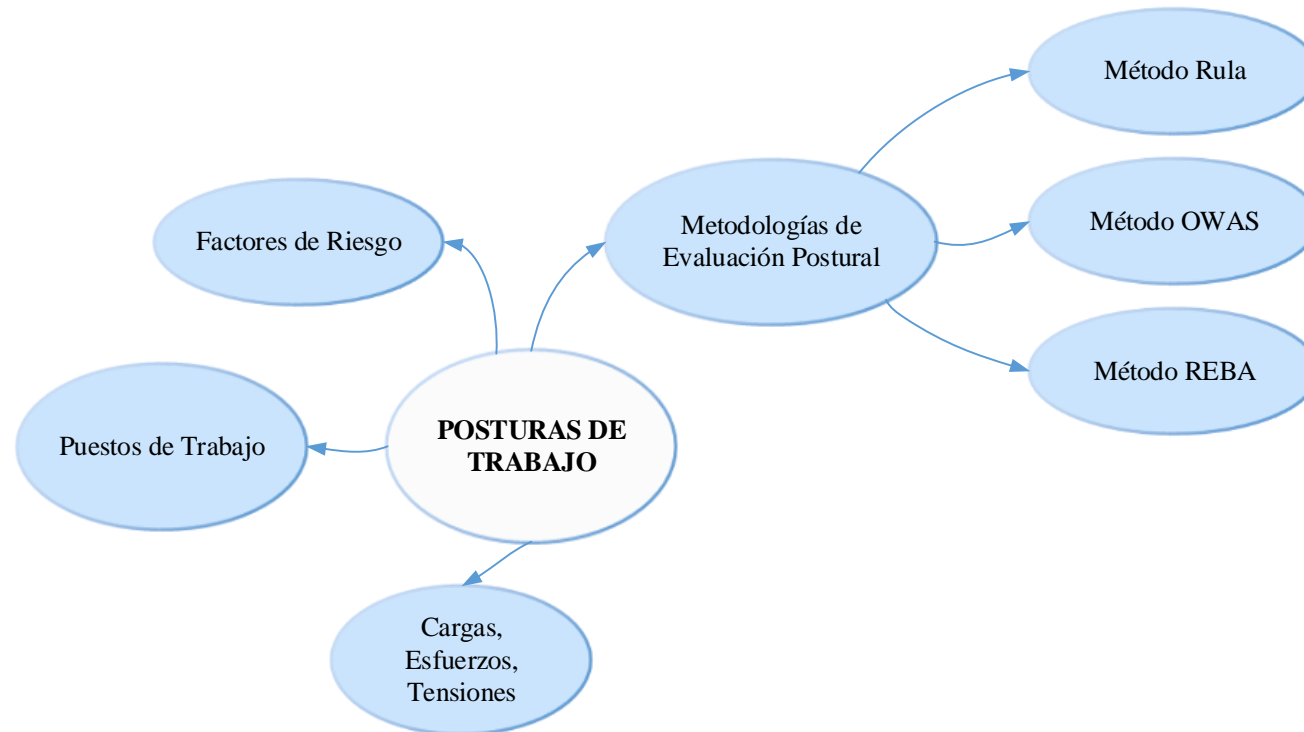 Método Rula
Factores de Riesgo
Metodologías de
Evaluación Postural
Método OWAS
Método REBA
Puestos de Trabajo
POSTURAS DE
TRABAJO
Cargas,
Esfuerzos,
Tensiones